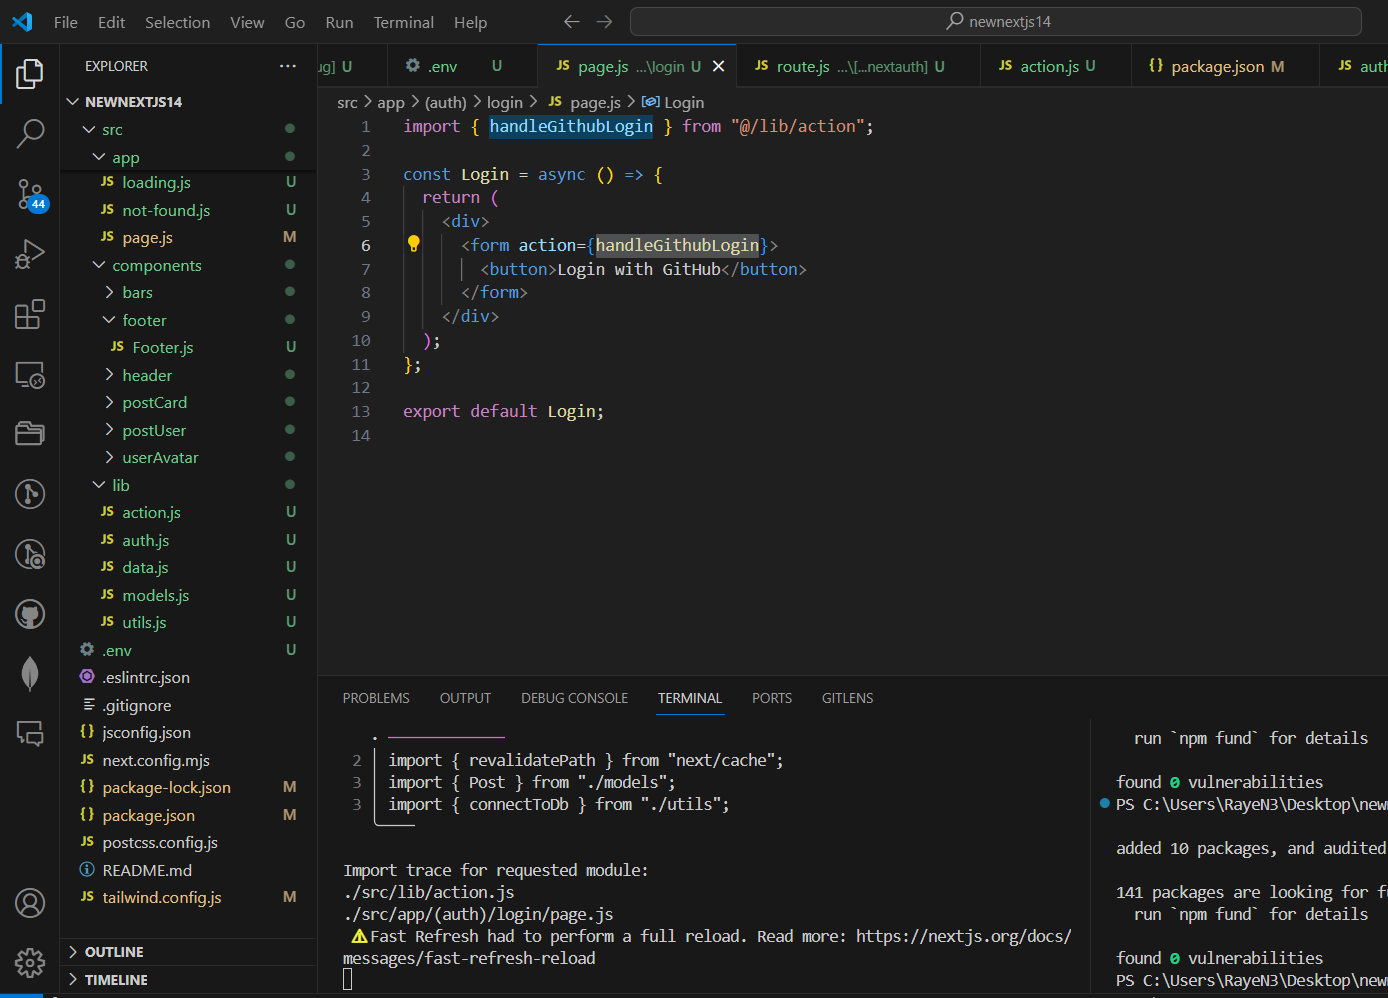 File Edit Selection View Go Run Terminal Help
newnextjs14
EXPLORER ...
ug] U
.env U
JS page.js ...\login U
JS route.js ...\[...nextauth] U
JS action.js U
{} package.json M
JS auth
NEWNEXTJS14
src
app
JS loading.js U
JS not-found.js U
JS page.js M
components
bars
footer
JS Footer.js U
header
postCard
postUser
userAvatar
lib
JS action.js U
JS auth.js U
JS data.js U
JS models.js U
JS utils.js U
.env U
.eslintrc.json
.gitignore
{} jsconfig.json
JS next.config.mjs
{} package-lock.json M
{} package.json M
JS postcss.config.js
README.md
JS tailwind.config.js M
OUTLINE
TIMELINE
44
src > app > (auth) > login > JS page.js > Login
1 import { handleGithubLogin } from "@/lib/action";
2
3 const Login = async () => {
4 return (
5 <div>
6 <form action={handleGithubLogin}>
7 <button>Login with GitHub</button>
8 </form>
9 </div>
10 );
11 };
12
13 export default Login;
14
PROBLEMS OUTPUT DEBUG CONSOLE TERMINAL PORTS GITLENS
2 import { revalidatePath } from "next/cache";
3 import { Post } from "./models";
3 import { connectToDb } from "./utils";
Import trace for requested module:
./src/lib/action.js
./src/app/(auth)/login/page.js
⚠Fast Refresh had to perform a full reload. Read more: https://nextjs.org/docs/
messages/fast-refresh-reload
run `npm fund` for details
found 0 vulnerabilities
PS C:\Users\RayeN3\Desktop\new
added 10 packages, and audited
141 packages are looking for f
run `npm fund` for details
found 0 vulnerabilities
PS C:\Users\RayeN3\Desktop\new